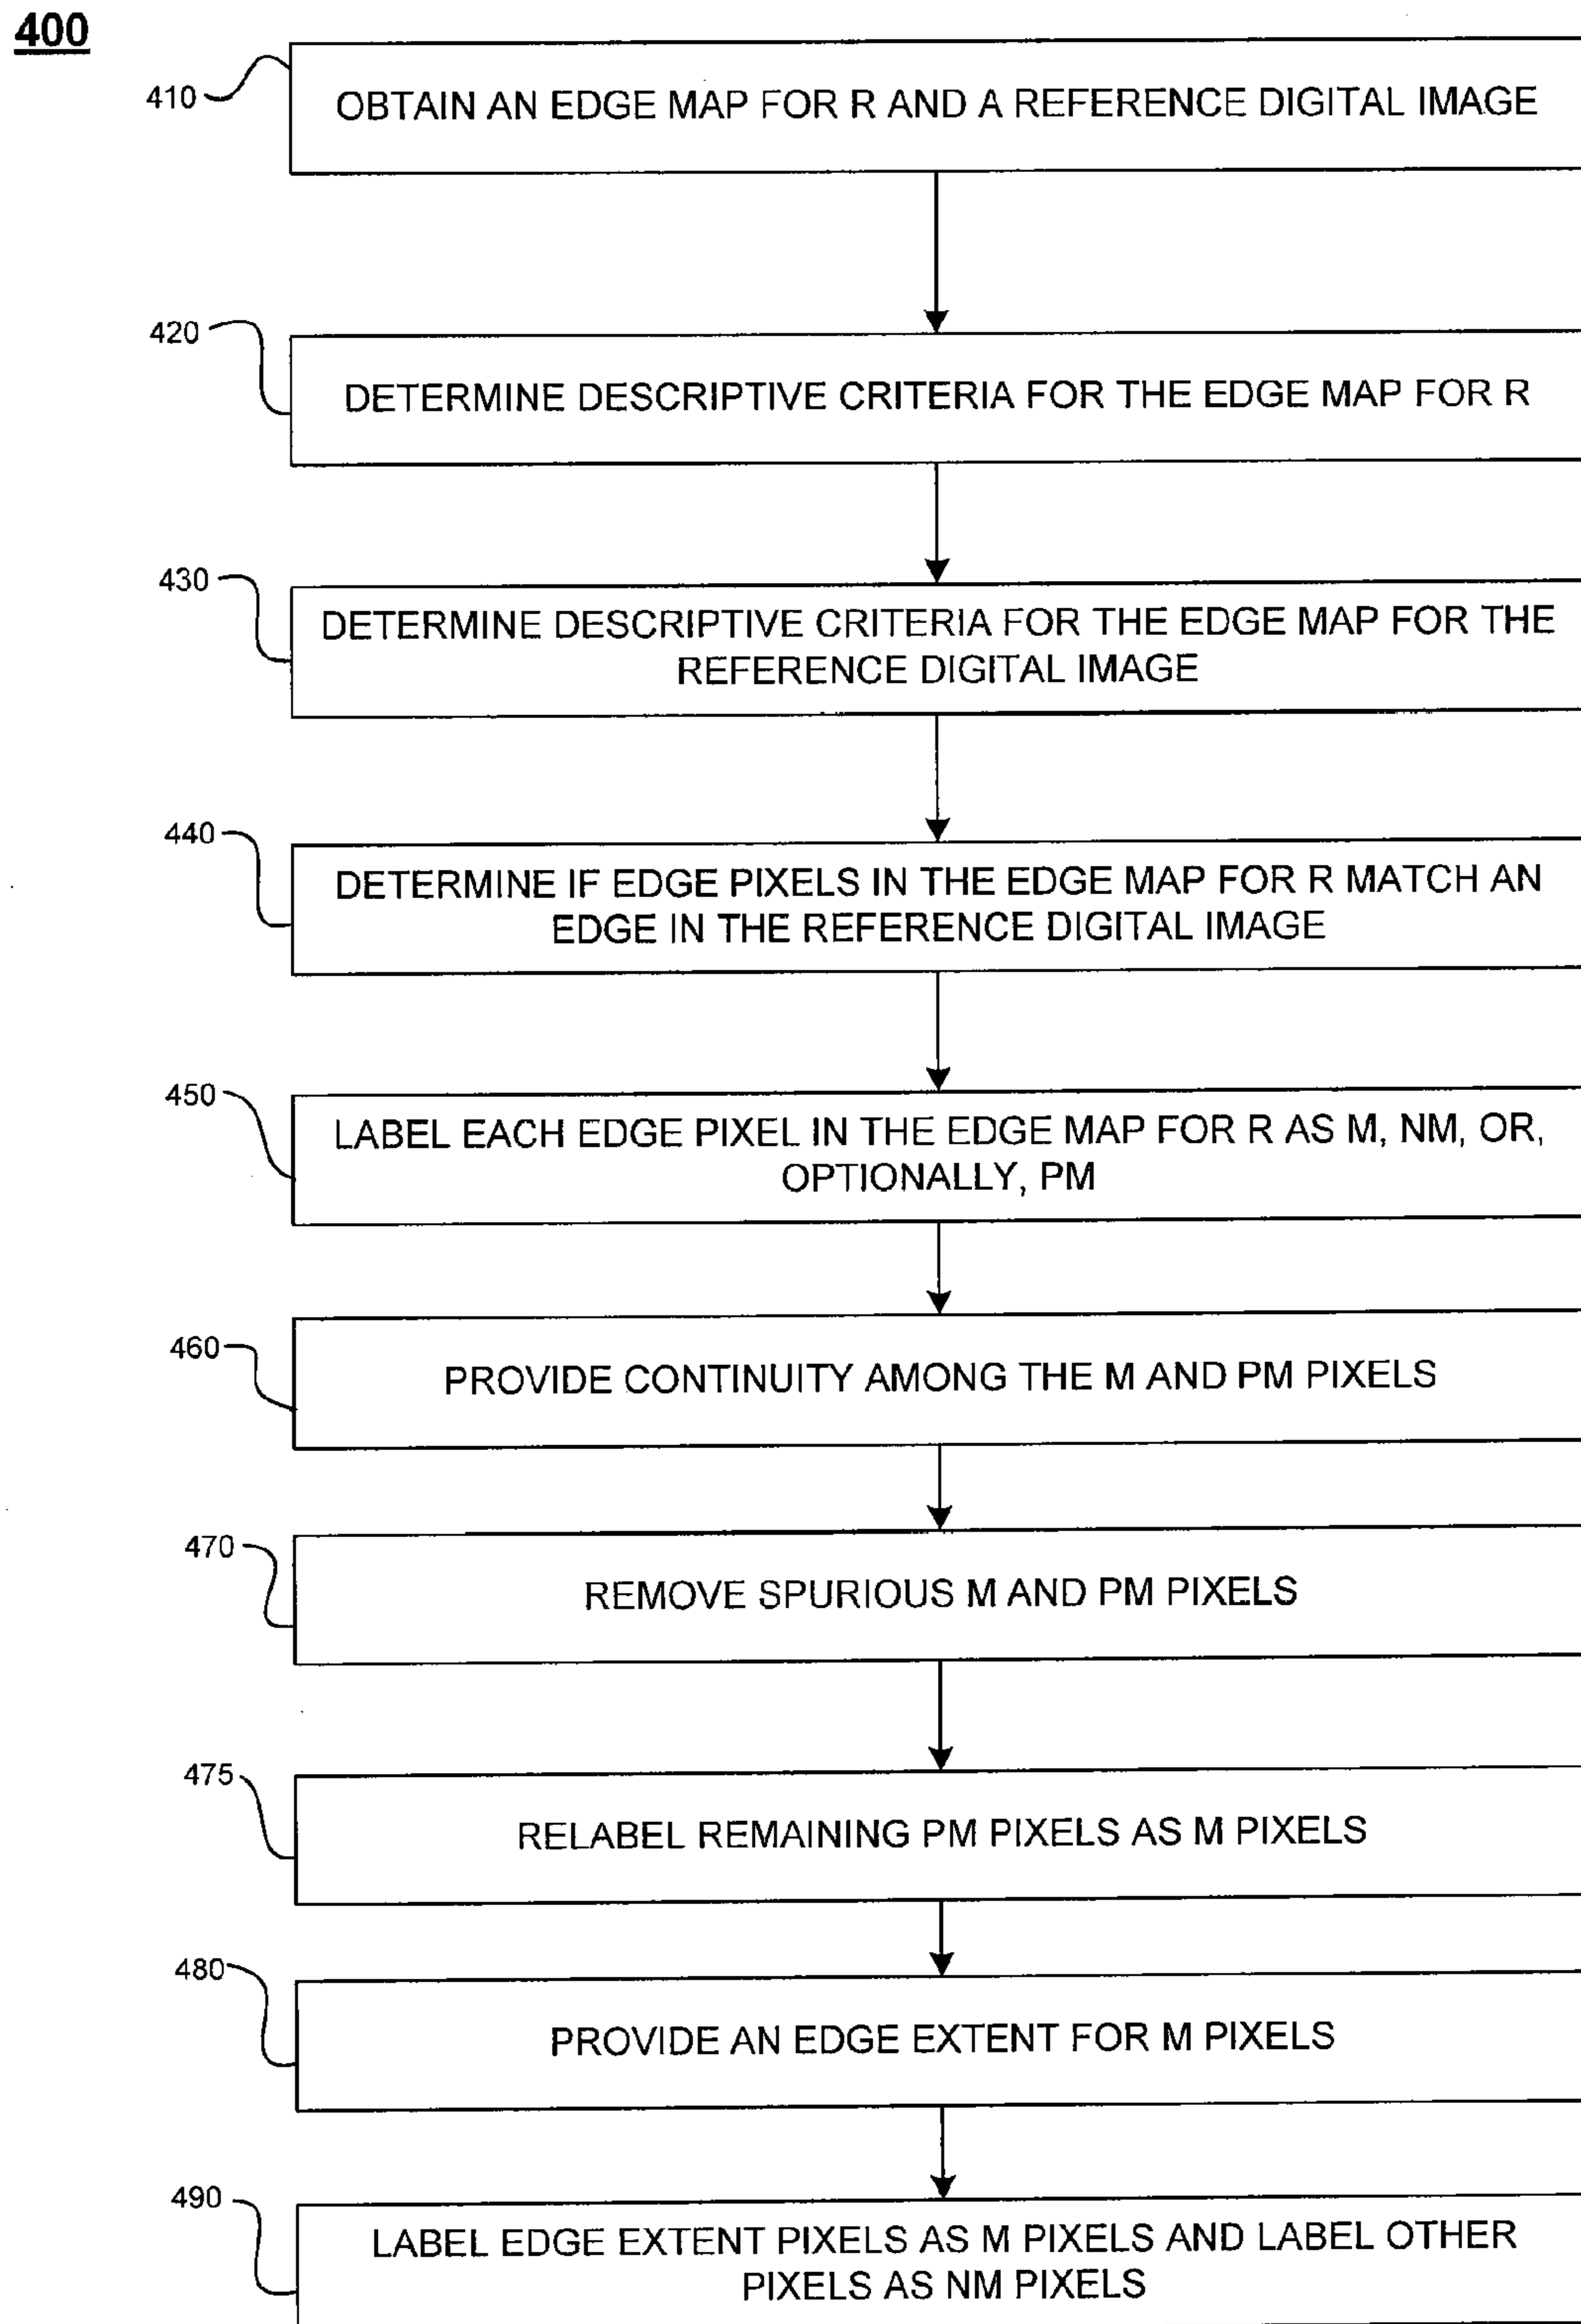 400
410
OBTAIN AN EDGE MAP FOR R AND A REFERENCE DIGITAL IMAGE
420
DETERMINE DESCRIPTIVE CRITERIA FOR THE EDGE MAP FOR R
430
DETERMINE DESCRIPTIVE CRITERIA FOR THE EDGE MAP FOR THE
REFERENCE DIGITAL IMAGE
440
DETERMINE IF EDGE PIXELS IN THE EDGE MAP FOR R MATCH AN
EDGE IN THE REFERENCE DIGITAL IMAGE
450
LABEL EACH EDGE PIXEL IN THE EDGE MAP FOR R AS M, NM, OR,
OPTIONALLY, PM
460
PROVIDE CONTINUITY AMONG THE M AND PM PIXELS
470
REMOVE SPURIOUS M AND PM PIXELS
475
RELABEL REMAINING PM PIXELS AS M PIXELS
480
PROVIDE AN EDGE EXTENT FOR M PIXELS
490
LABEL EDGE EXTENT PIXELS AS M PIXELS AND LABEL OTHER
PIXELS AS NM PIXELS